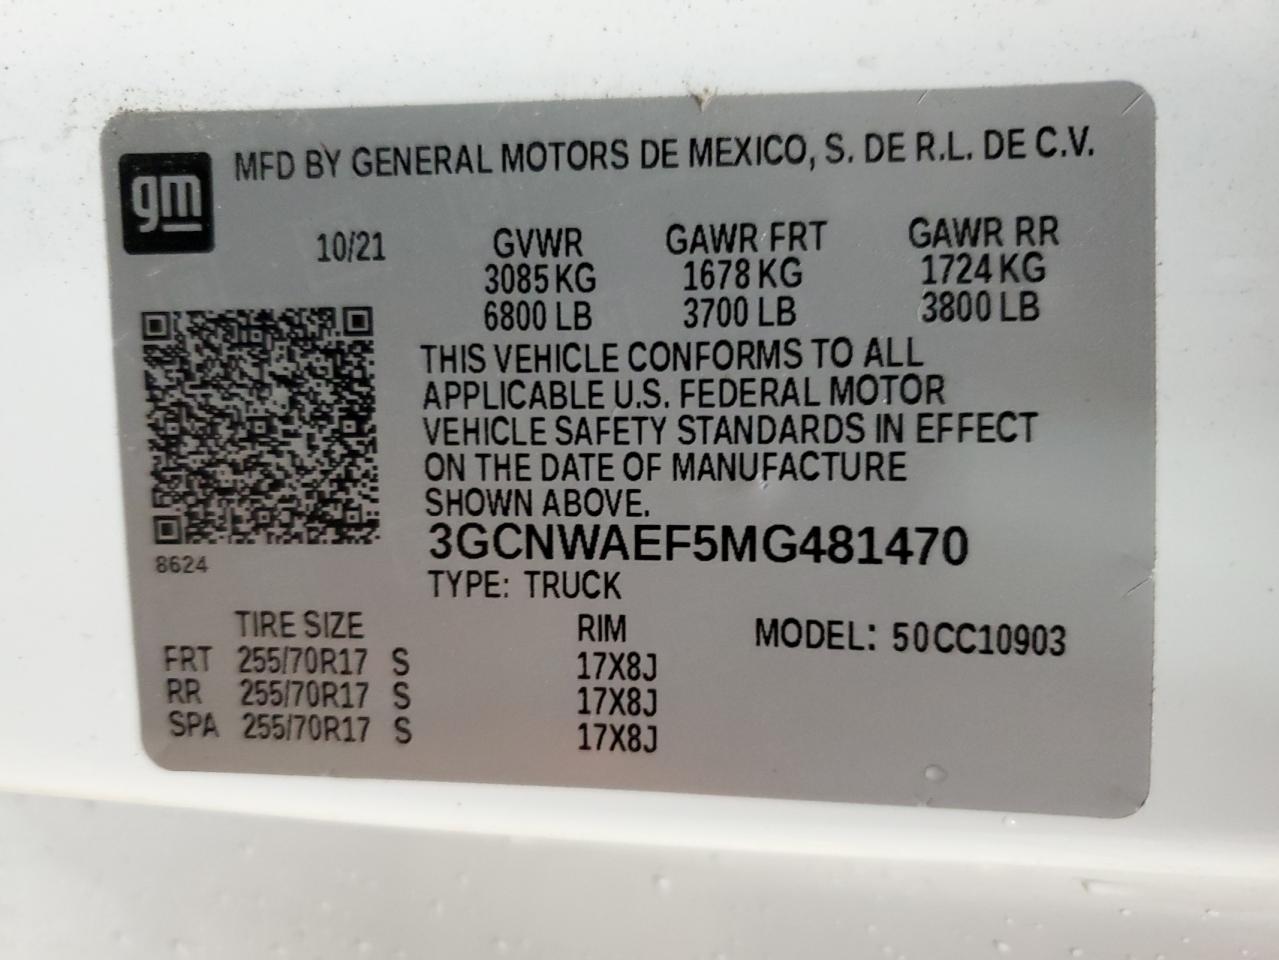 gm
MFD BY GENERAL MOTORS DE MEXICO, S. DE R.L. DE C.V.
10/21 GVWR GAWR FRT GAWR RR
3085 KG 1678 KG 1724 KG
6800 LB 3700 LB 3800 LB
THIS VEHICLE CONFORMS TO ALL
APPLICABLE U.S. FEDERAL MOTOR
VEHICLE SAFETY STANDARDS IN EFFECT
ON THE DATE OF MANUFACTURE
SHOWN ABOVE.
3GCNWAEF5MG481470
8624
TYPE: TRUCK
TIRE SIZE RIM MODEL: 50CC10903
FRT 255/70R17 S 17X8J
RR 255/70R17 S 17X8J
SPA 255/70R17 S 17X8J